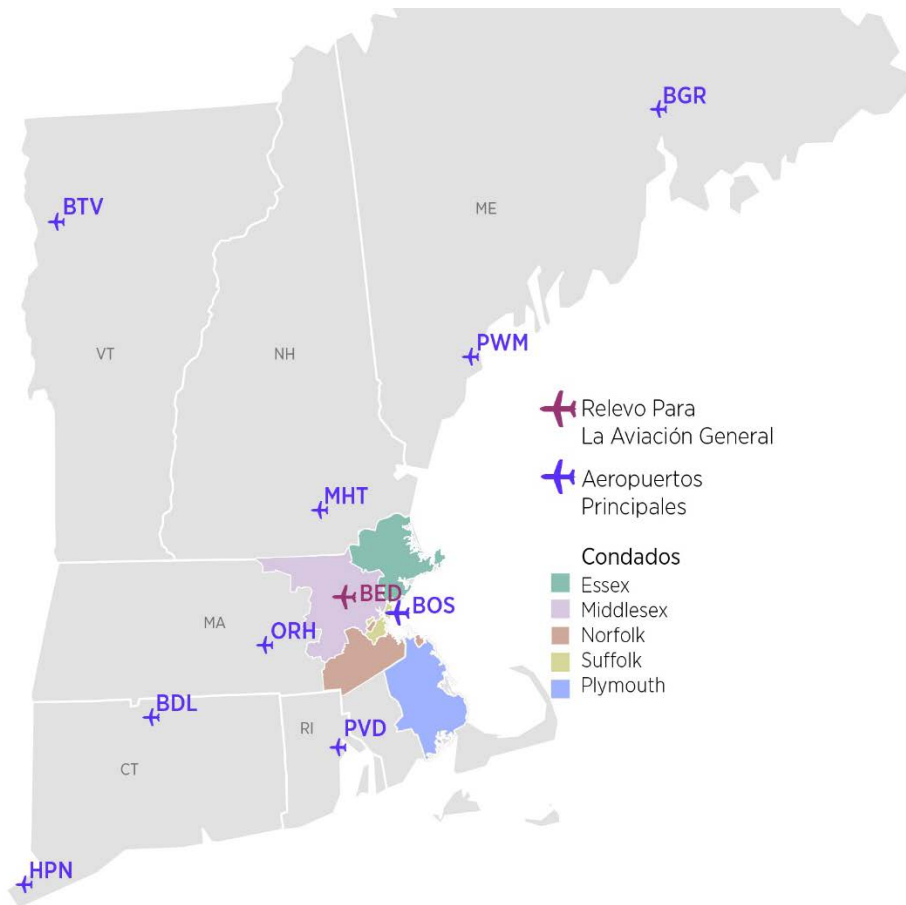 BGR
BTV
ME
VT
NH
PWM
Relevo Para
La Aviación General
Aeropuertos
Principales
MHT
Condados
Essex
Middlesex
Norfolk
Suffolk
Plymouth
BED
BOS
MA
ORH
BDL
RI
PVD
CT
HPN